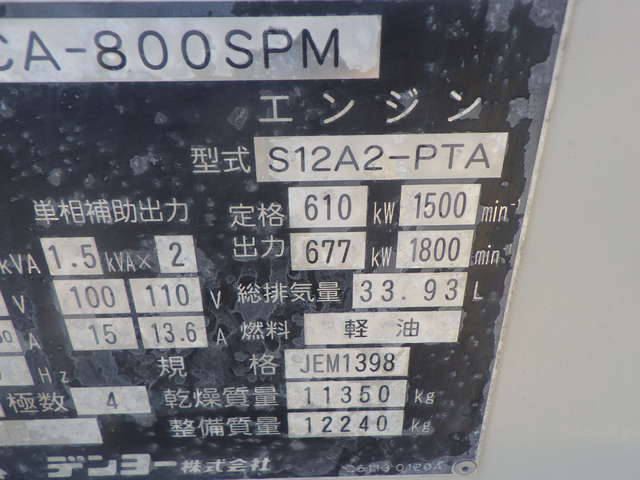 CA-800SPM
エンジン
型式 S12A2-PTA
単相補助出力 定格 610 kW 1500 min⁻¹
kVA 1.5 kVA×2 出力 677 kW 1800 min⁻¹
V 100 110 V 総排気量 33.93 L
A 15 13.6 A 燃料 軽油
Hz 規格 JEM1398
極数 4 乾燥質量 11350 kg
整備質量 12240 kg
デンヨー株式会社